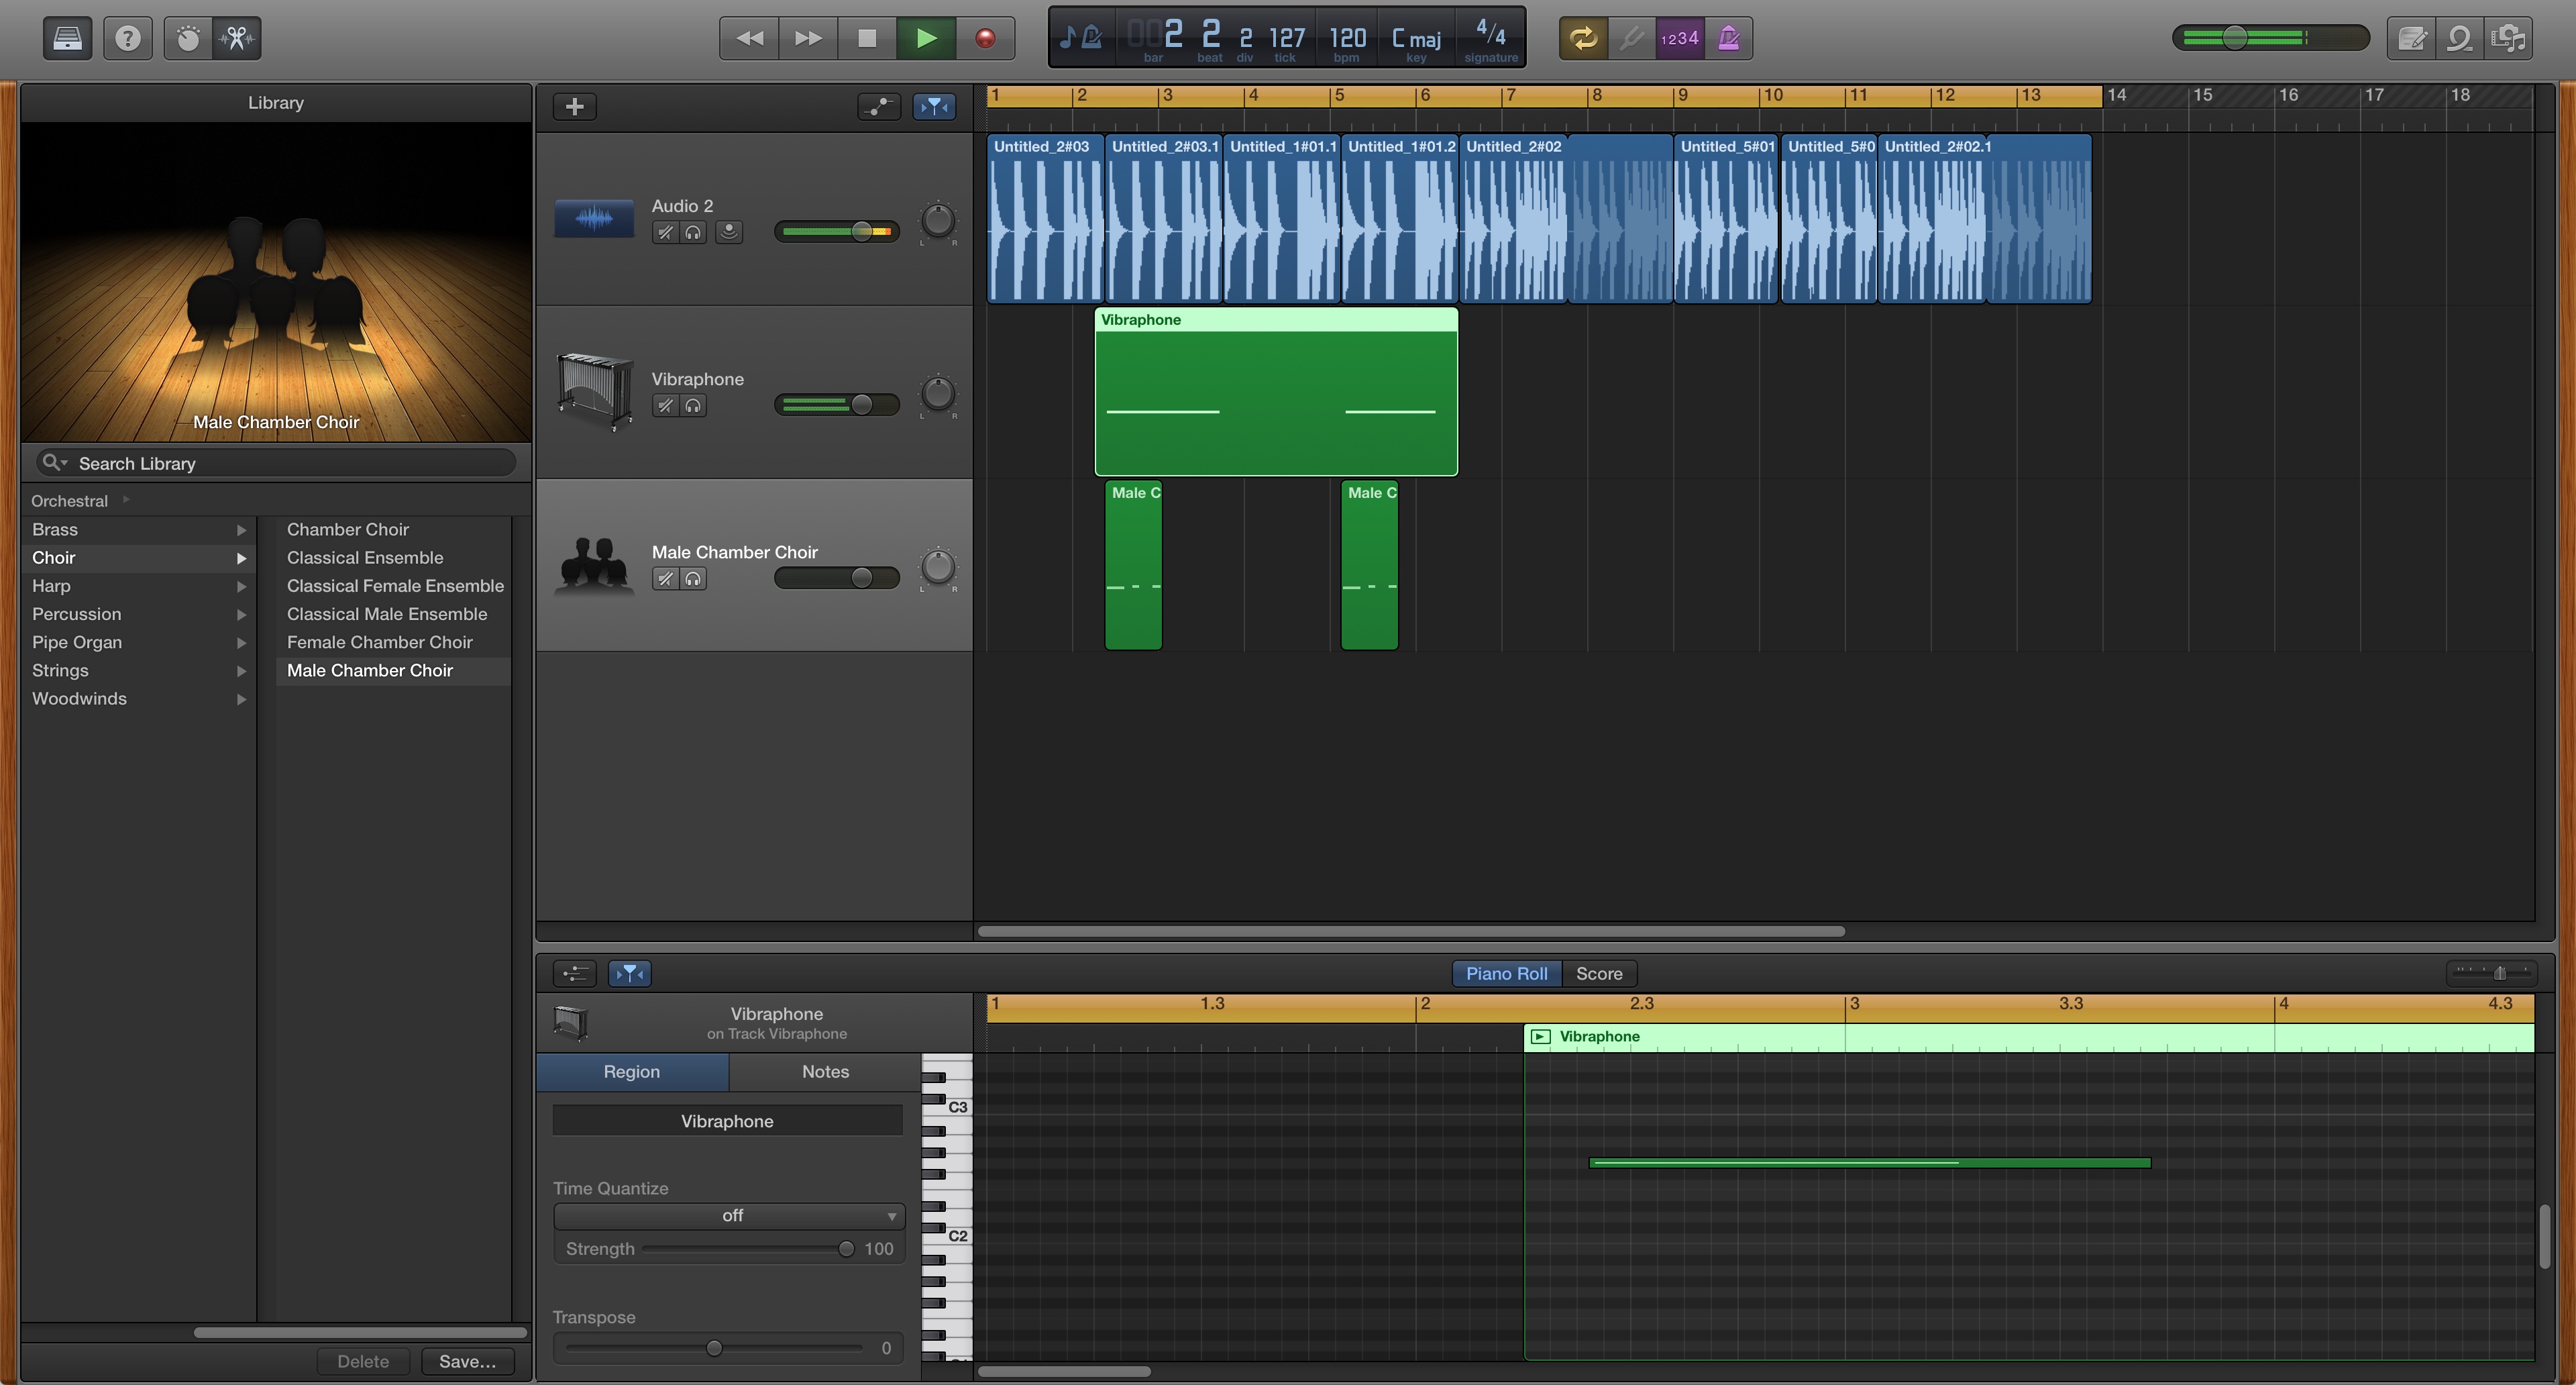 2 2 2 127 120 C maj 4/4
bar beat div tick bpm key signature
1234
Library
Male Chamber Choir
Search Library
Orchestral
Brass
Choir
Harp
Percussion
Pipe Organ
Strings
Woodwinds
Chamber Choir
Classical Ensemble
Classical Female Ensemble
Classical Male Ensemble
Female Chamber Choir
Male Chamber Choir
Delete
Save...
1 2 3 4 5 6 7 8 9 10 11 12 13 14 15 16 17 18
Audio 2
L R
Untitled_2#03
Untitled_2#03.1
Untitled_1#01.1
Untitled_1#01.2
Untitled_2#02
Untitled_5#01
Untitled_5#0
Untitled_2#02.1
Vibraphone
L R
Vibraphone
Male Chamber Choir
L R
Male C
Male C
Piano Roll
Score
Vibraphone
on Track Vibraphone
1 1.3 2 2.3 3 3.3 4 4.3
Vibraphone
Region
Notes
Vibraphone
Time Quantize
off
Strength 100
Transpose
0
C3
C2